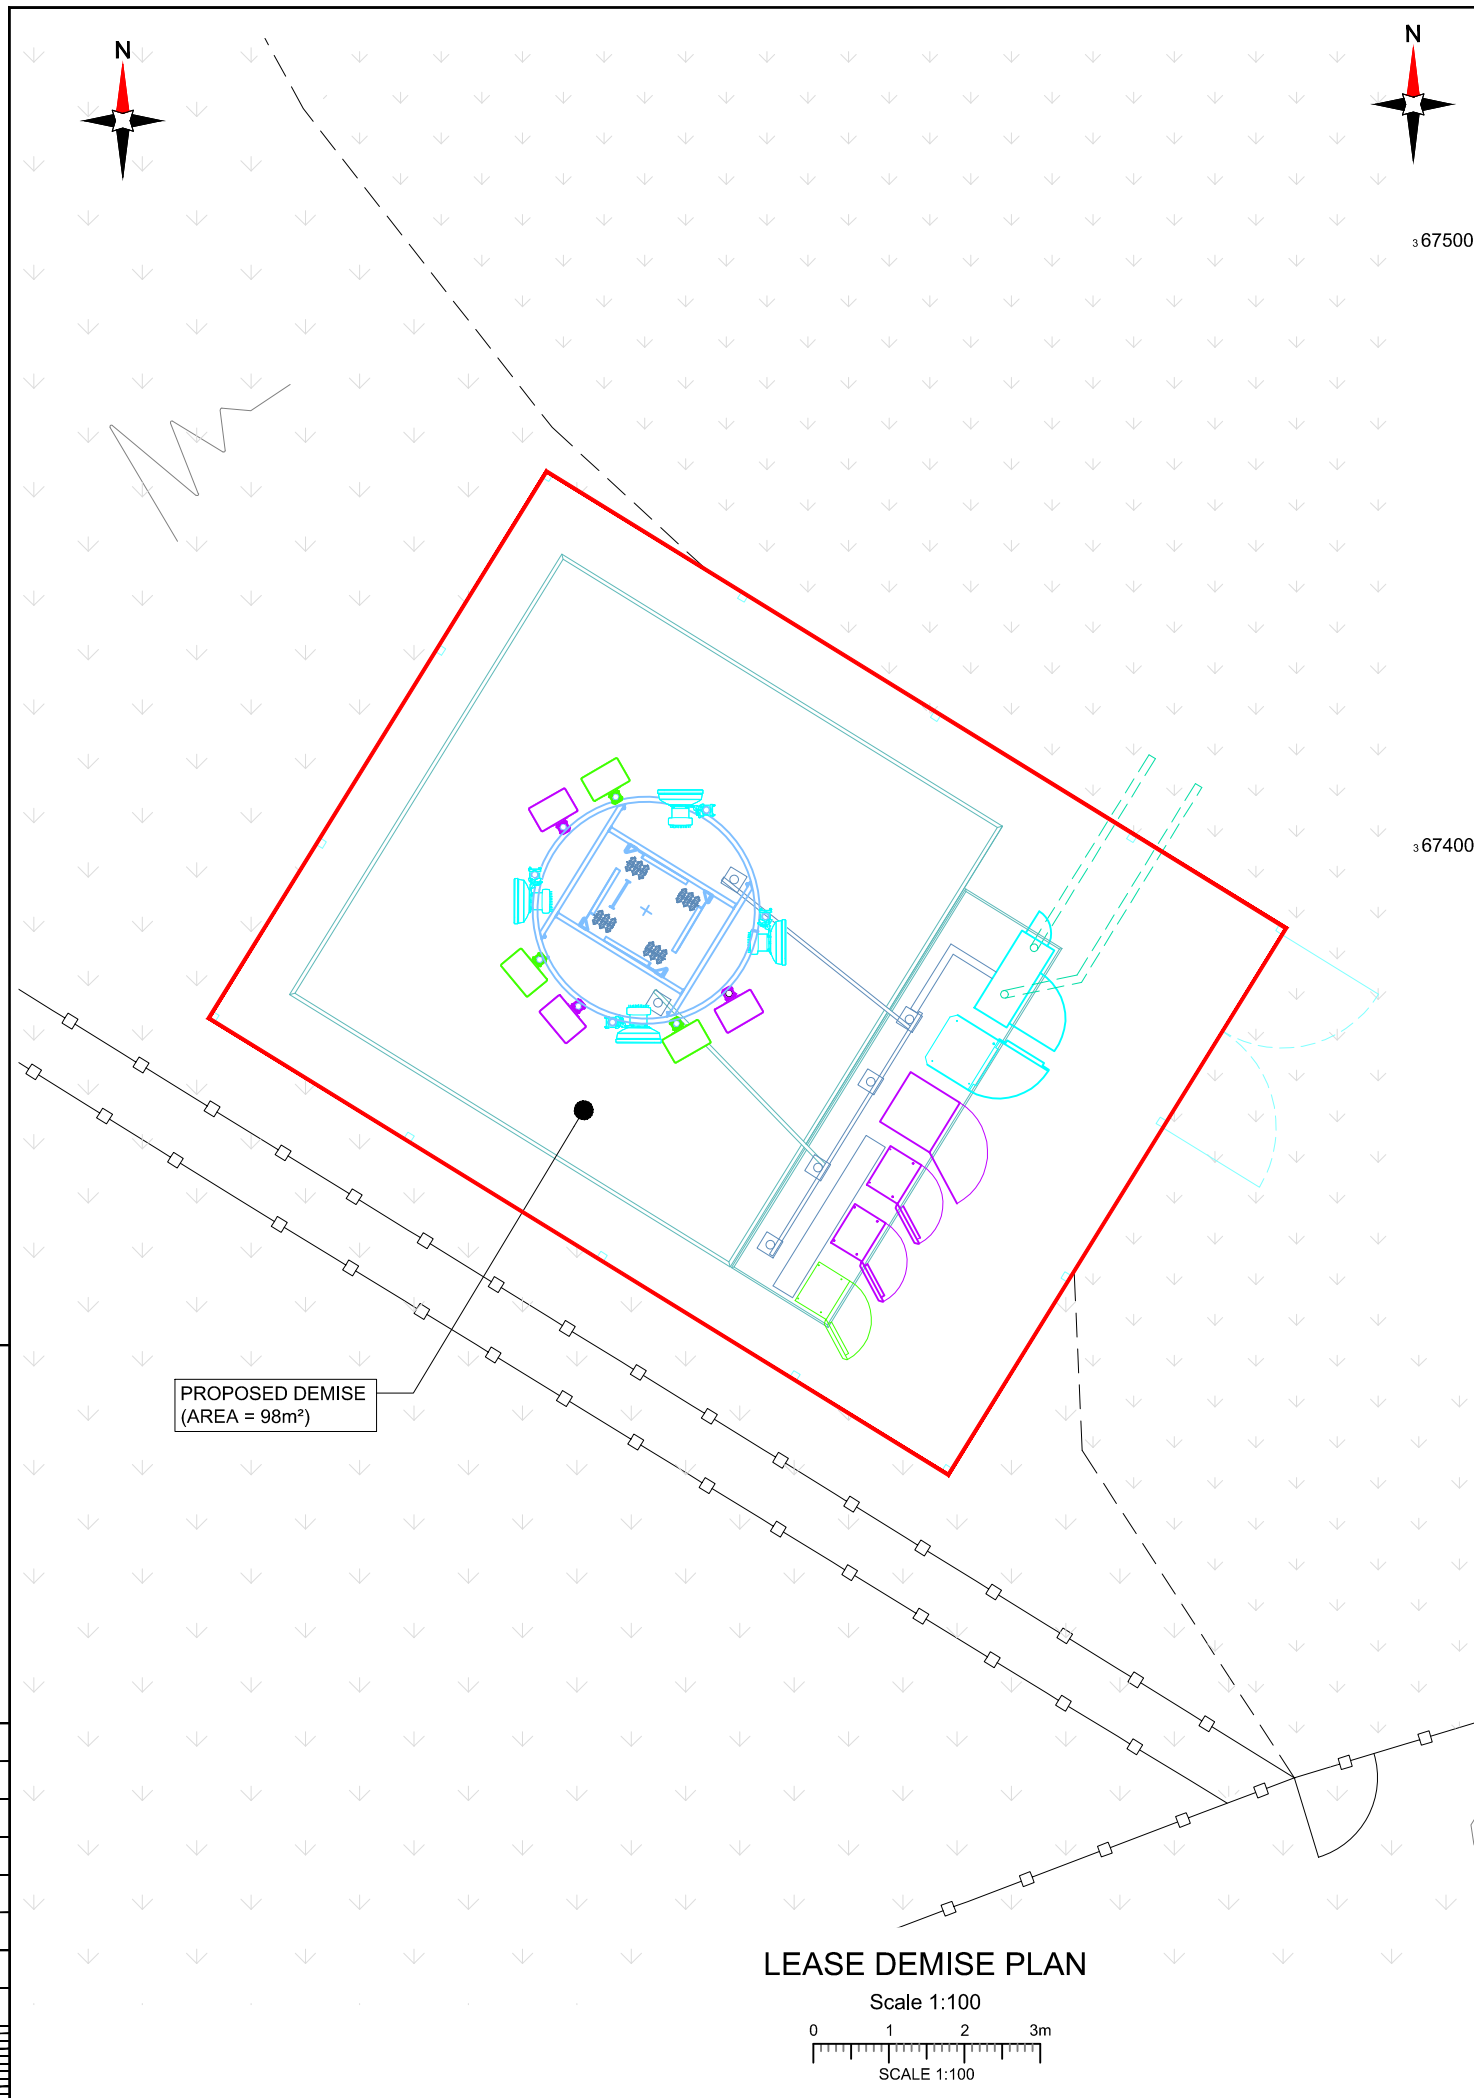 N
N
367500
367400
PROPOSED DEMISE
(AREA = 98m²)
LEASE DEMISE PLAN
Scale 1:100
0 1 2 3m
SCALE 1:100